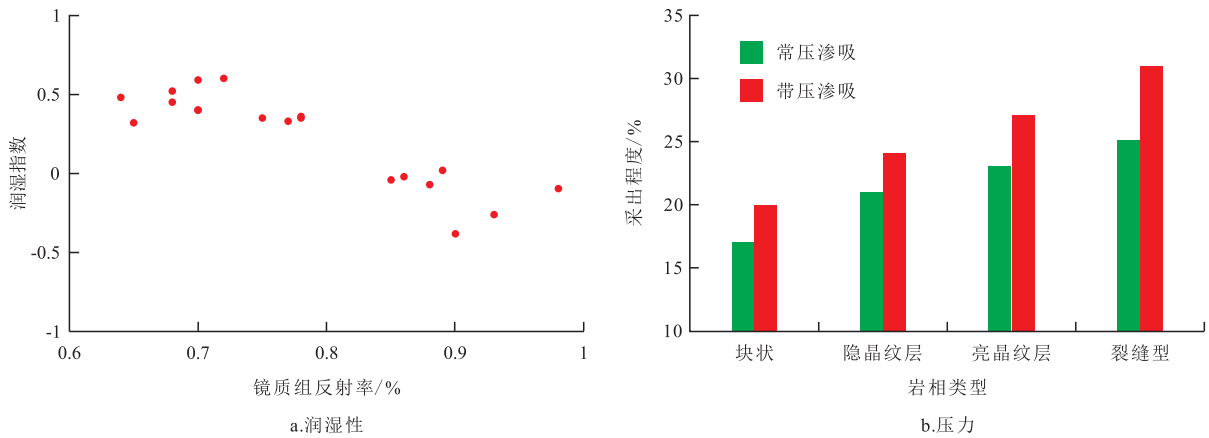 1
0.5
0
-0.5
-1
润湿指数
0.6
0.7
0.8
0.9
1
镜质组反射率/%
a.润湿性
35
30
25
20
15
10
采出程度/%
常压渗吸
带压渗吸
块状
隐晶纹层
亮晶纹层
裂缝型
岩相类型
b.压力